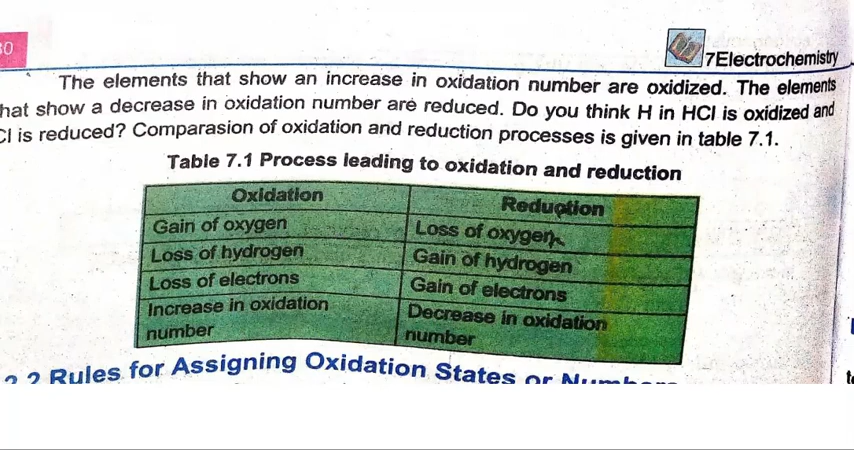 7Electrochemistry
The elements that show an increase in oxidation number are oxidized. The elements
hat show a decrease in oxidation number are reduced. Do you think H in HCl is oxidized and
Cl is reduced? Comparasion of oxidation and reduction processes is given in table 7.1.
Table 7.1 Process leading to oxidation and reduction
Oxidation
Reduction
Gain of oxygen
Loss of oxygen
Loss of hydrogen
Gain of hydrogen
Loss of electrons
Gain of electrons
Increase in oxidation
number
Decrease in oxidation
number
Rules for Assigning Oxidation States or